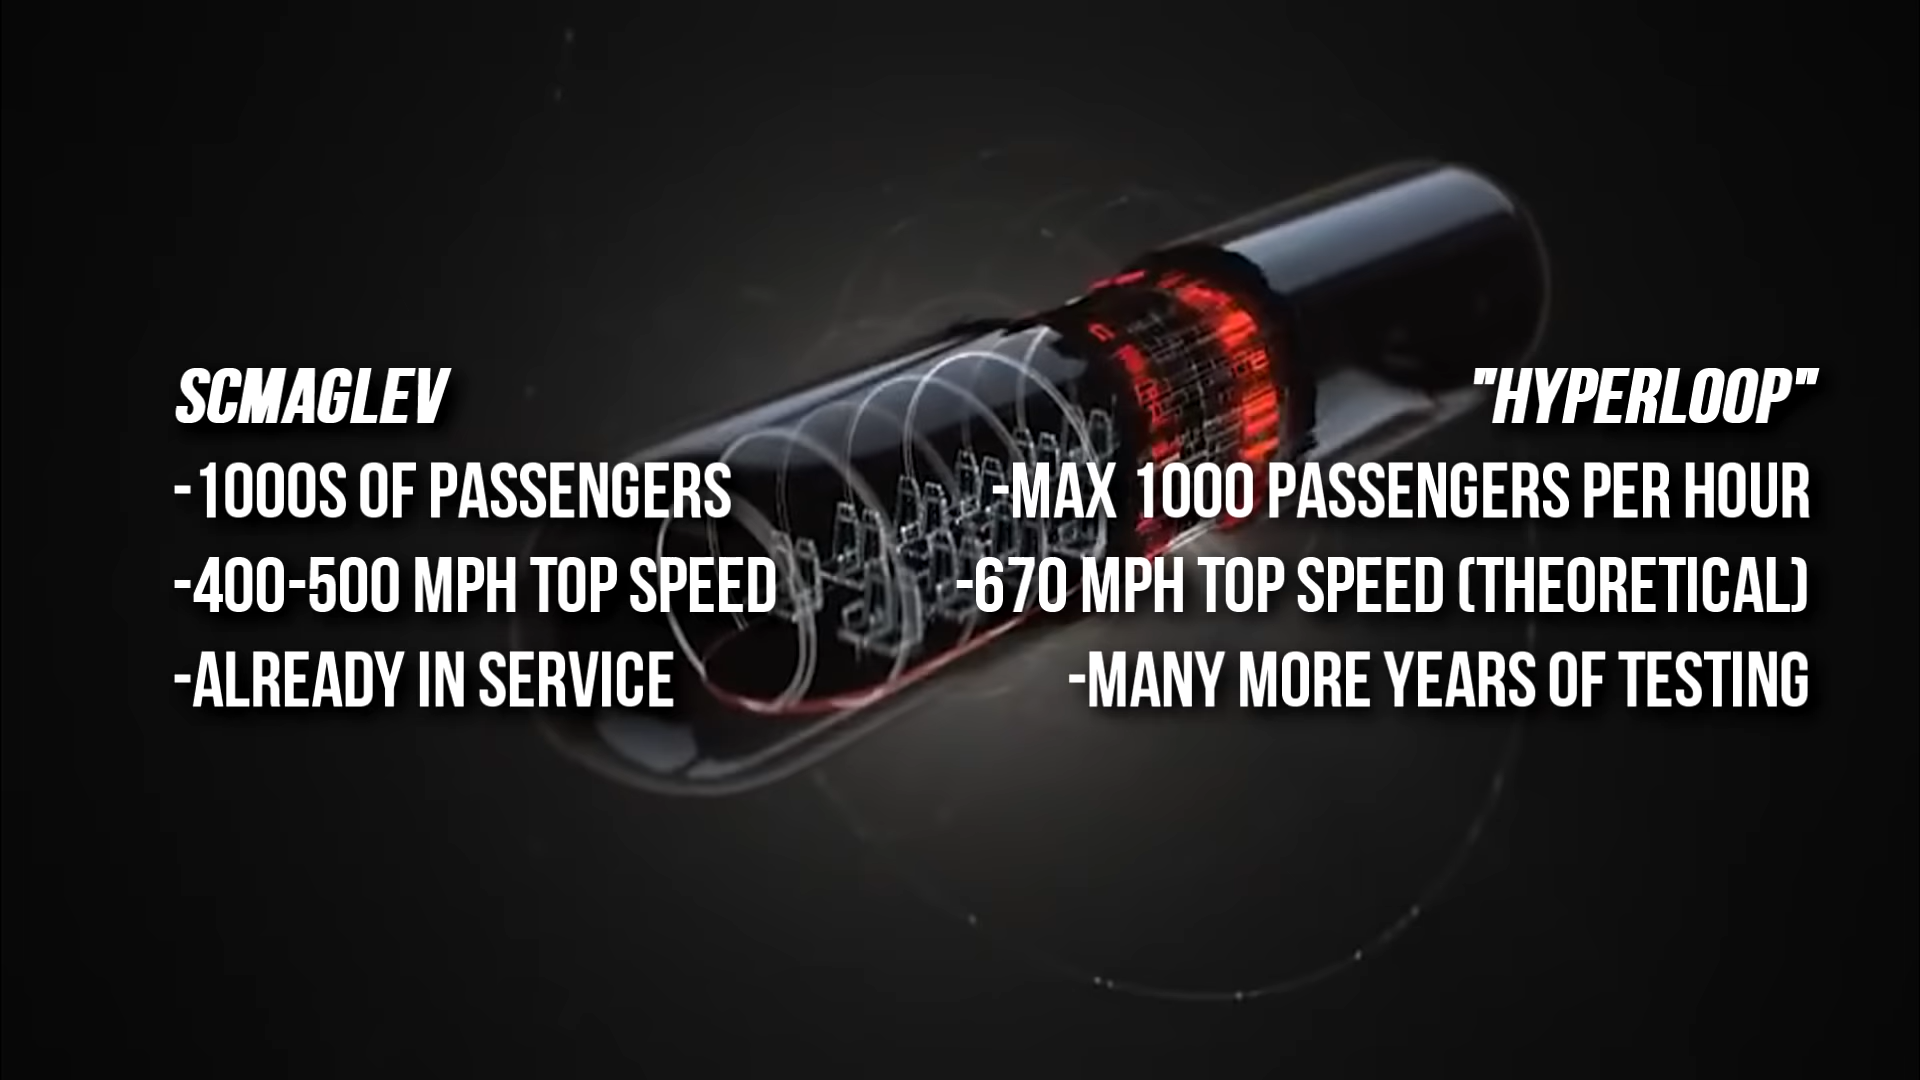 SCMAGLEV
-1000S OF PASSENGERS
-400-500 MPH TOP SPEED
-ALREADY IN SERVICE
"HYPERLOOP"
-MAX 1000 PASSENGERS PER HOUR
-670 MPH TOP SPEED (THEORETICAL)
-MANY MORE YEARS OF TESTING